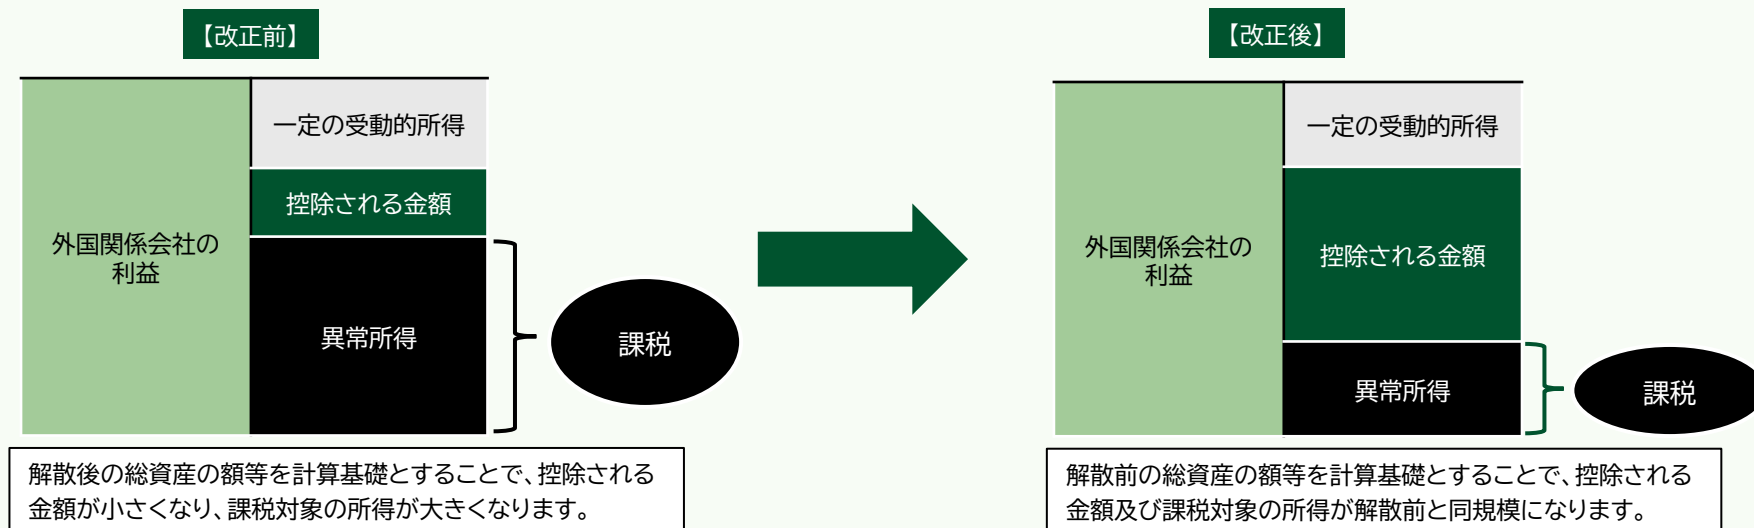 【改正前】
一定の受動的所得
控除される金額
外国関係会社の
利益
異常所得
課税
解散後の総資産の額等を計算基礎とすることで、控除される
金額が小さくなり、課税対象の所得が大きくなります。
【改正後】
一定の受動的所得
控除される金額
外国関係会社の
利益
異常所得
課税
解散前の総資産の額等を計算基礎とすることで、控除される
金額及び課税対象の所得が解散前と同規模になります。